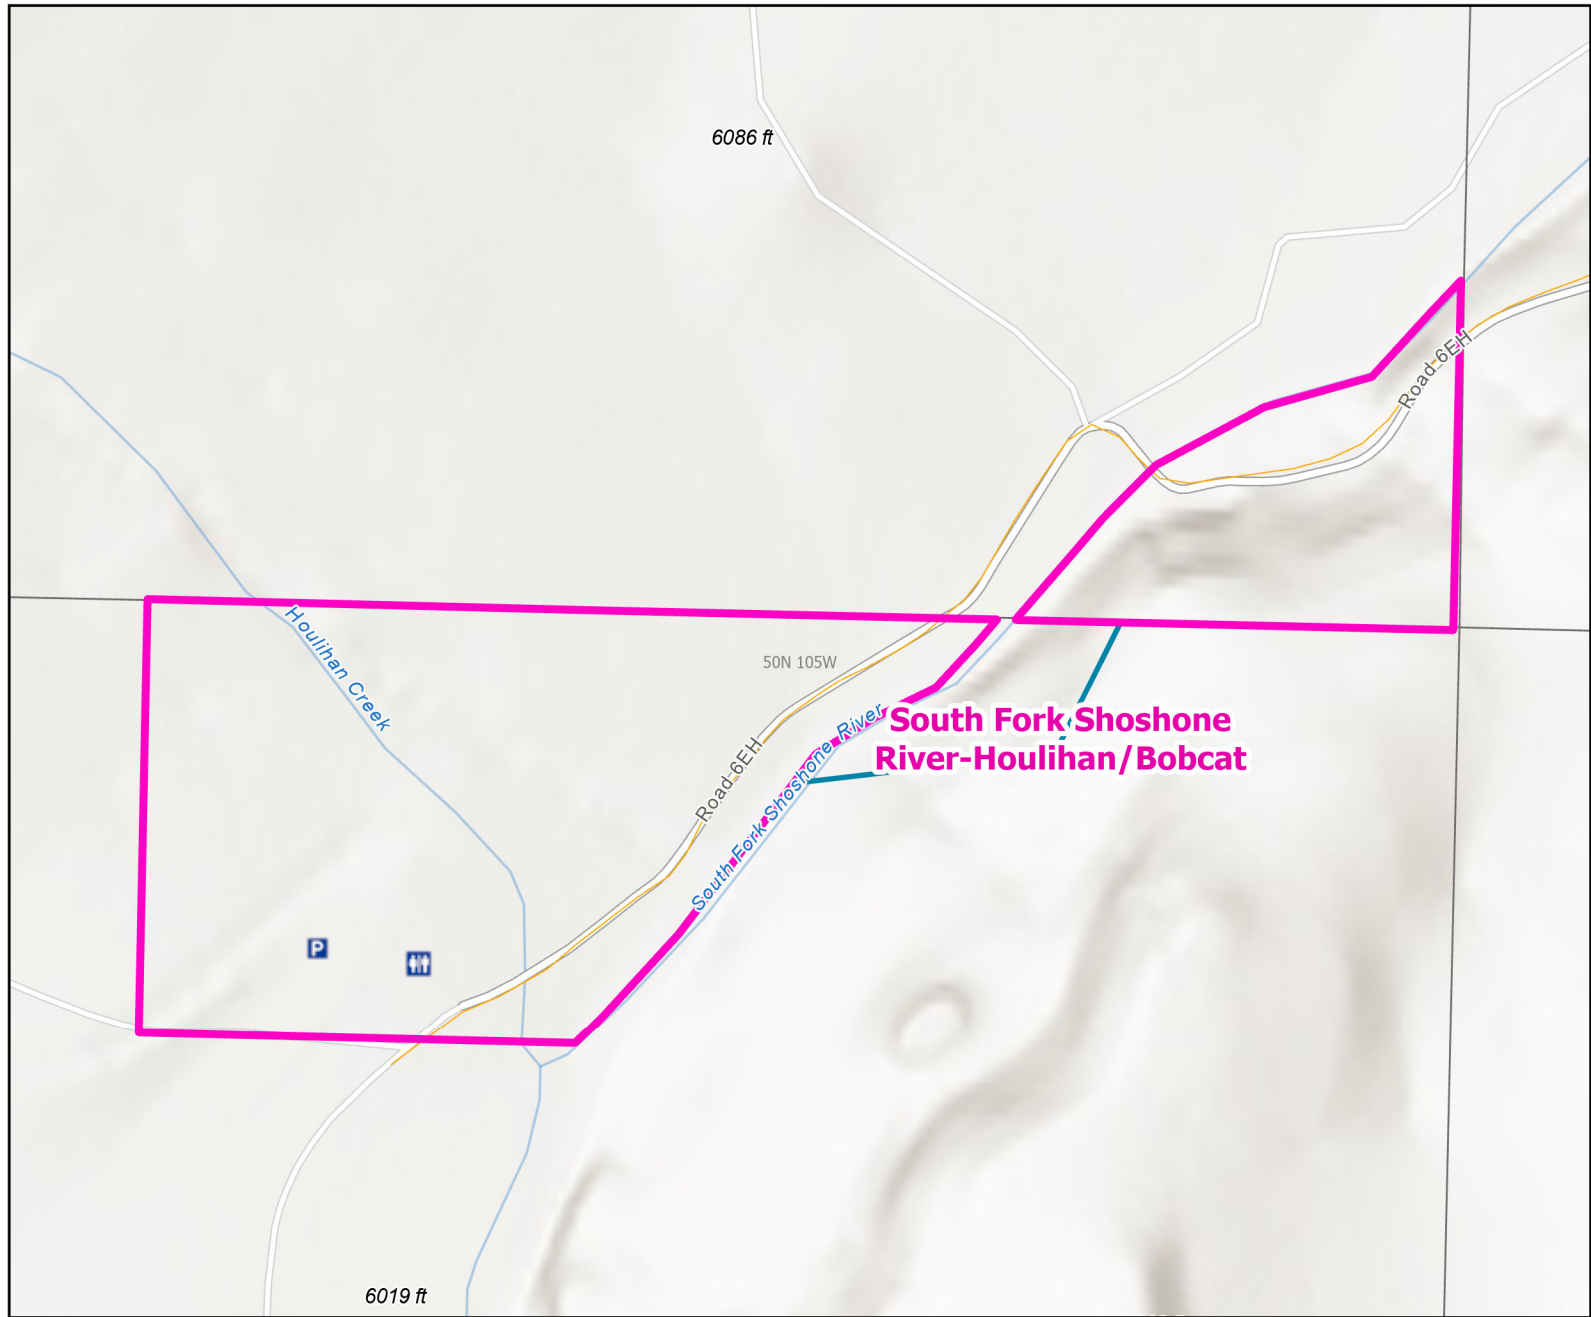 6086 ft
Road 6EH
Houlihan Creek
50N 105W
South Fork Shoshone
River-Houlihan/Bobcat
Road 6EH
South Fork Shoshone River
P
6019 ft